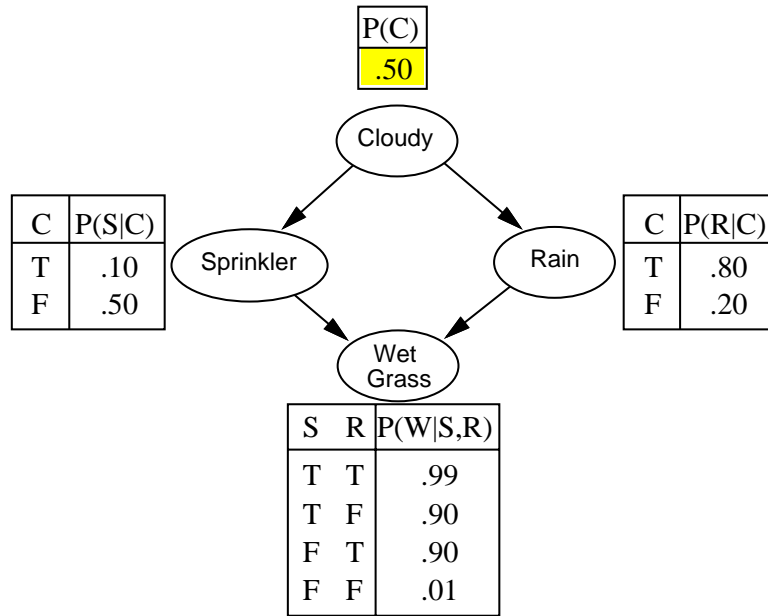 P(C)
.50
Cloudy
C P(S|C)
T .10
F .50
Sprinkler
Rain
C P(R|C)
T .80
F .20
Wet
Grass
S R P(W|S,R)
T T .99
T F .90
F T .90
F F .01